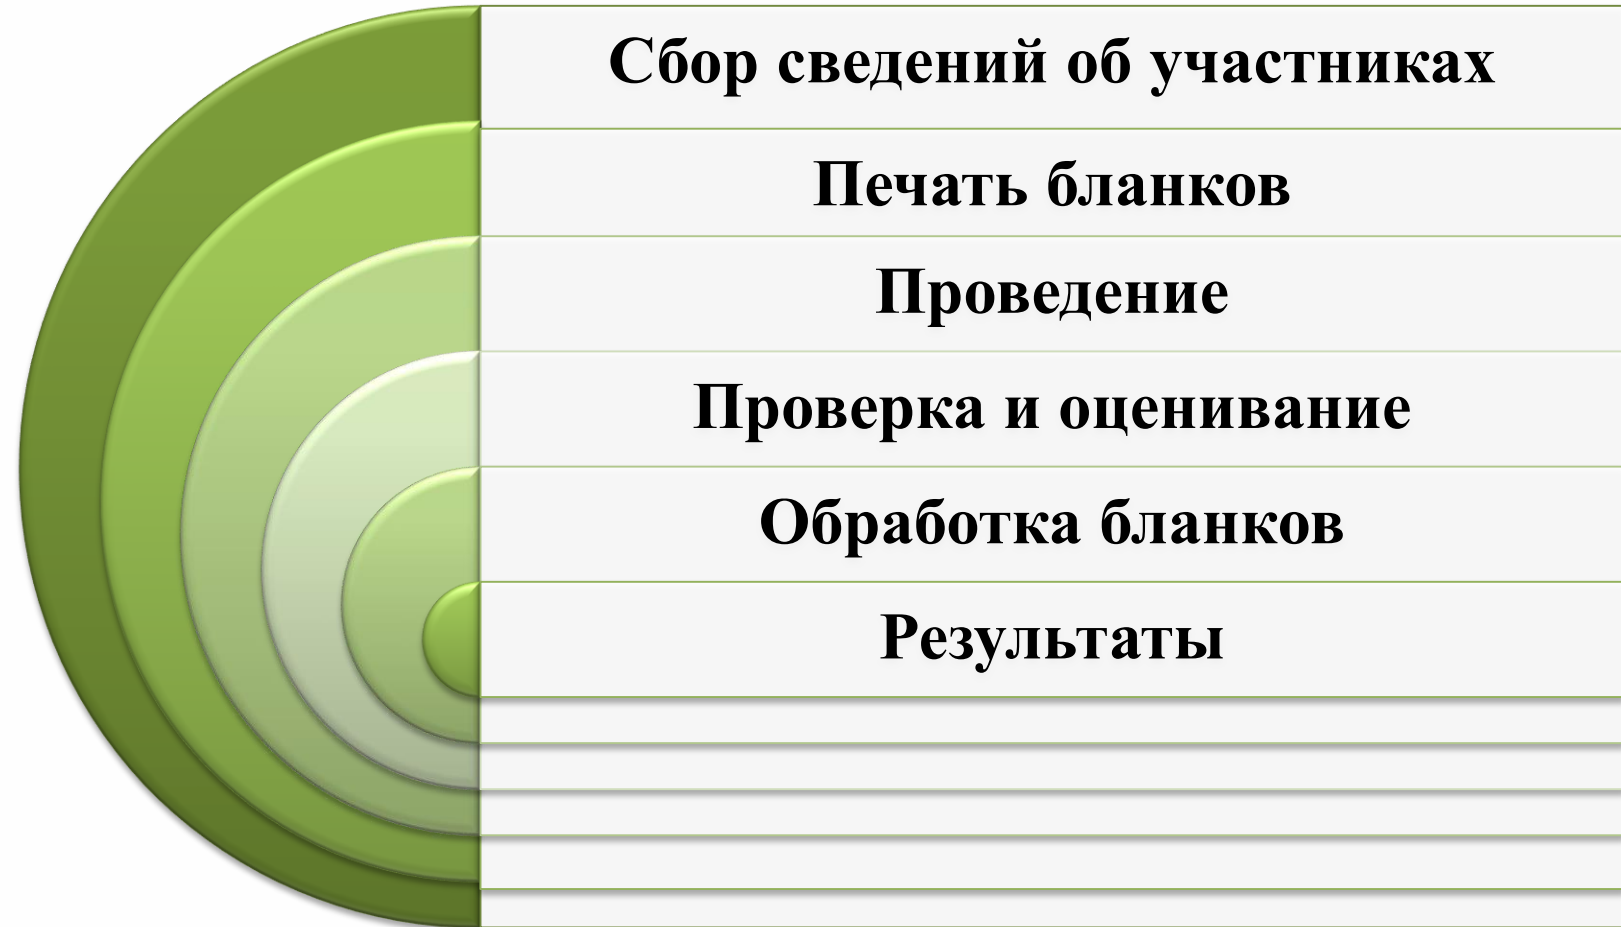 Сбор сведений об участниках
Печать бланков
Проведение
Проверка и оценивание
Обработка бланков
Результаты